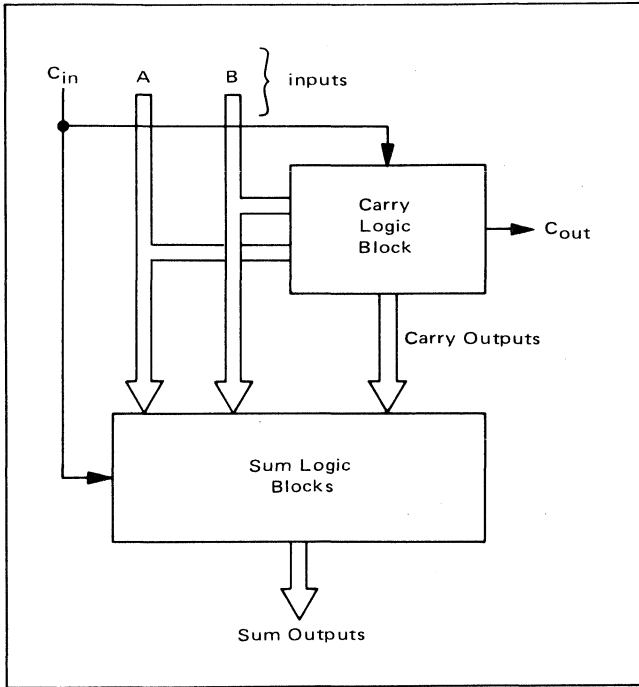 Cin A B inputs
Carry
Logic
Block
Cout
Carry Outputs
Sum Logic
Blocks
Sum Outputs